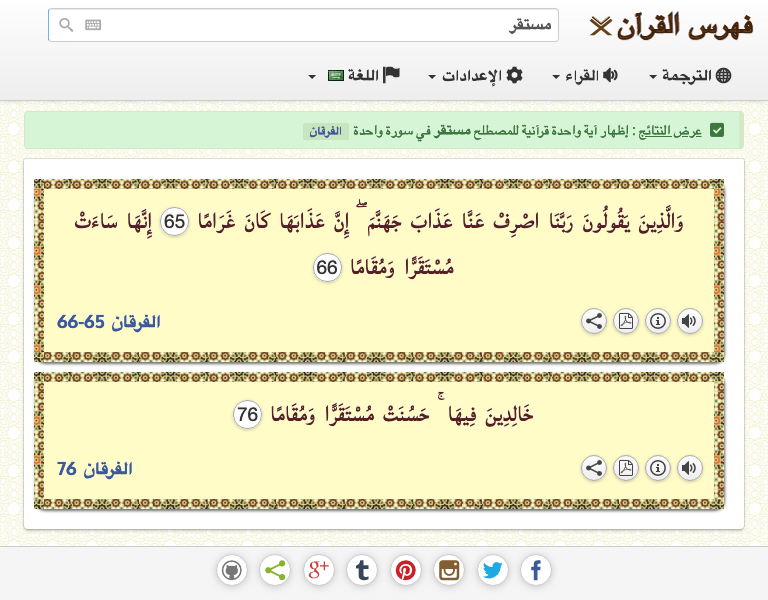 فهرس القرآن
مستقر
الترجمة القراء الإعدادات اللغة
عرض النتائج : إظهار آية واحدة قرآنية للمصطلح مستقر في سورة واحدة الفرقان
وَالَّذِينَ يَقُولُونَ رَبَّنَا اصْرِفْ عَنَّا عَذَابَ جَهَنَّمَ ۖ إِنَّ عَذَابَهَا كَانَ غَرَامًا 65 إِنَّهَا سَاءَتْ
مُسْتَقَرًّا وَمُقَامًا 66
الفرقان 65-66
خَالِدِينَ فِيهَا ۚ حَسُنَتْ مُسْتَقَرًّا وَمُقَامًا 76
الفرقان 76